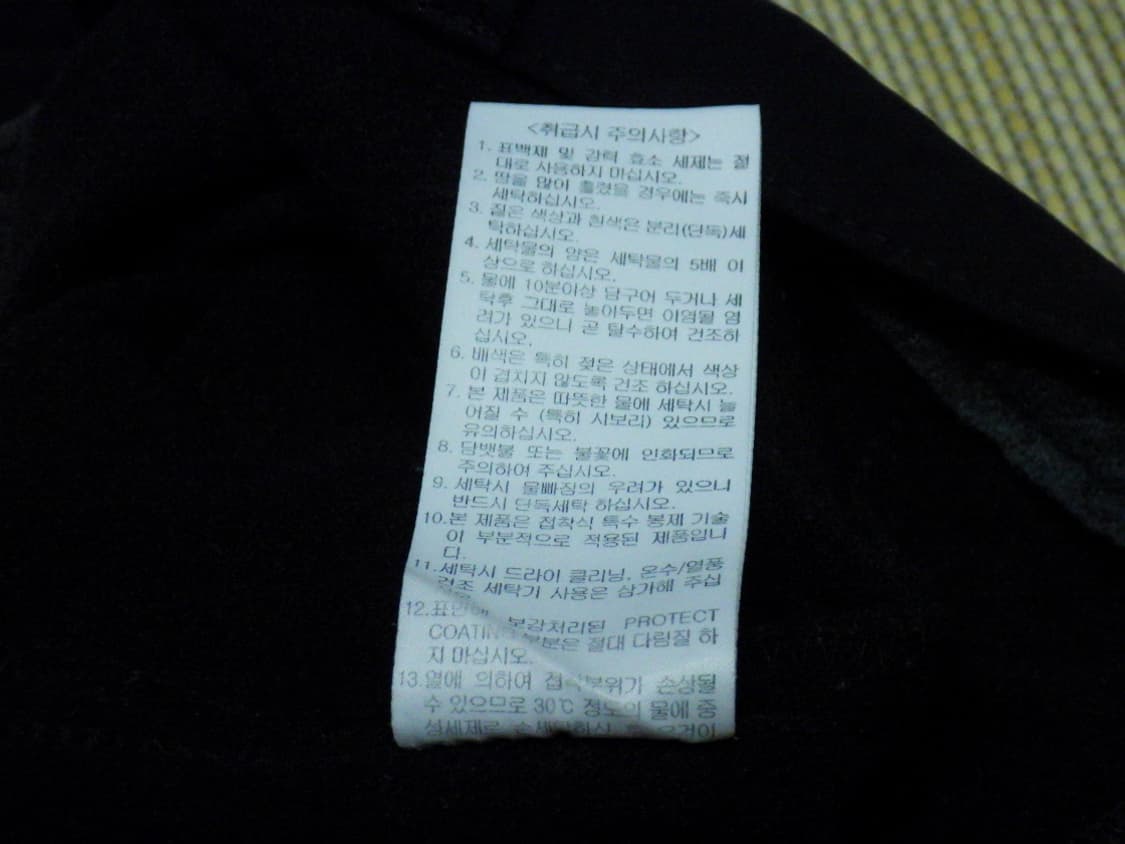 <취급시 주의사항>
1. 표백제 및 강력 효소 세제는 절
대로 사용하지 마십시오.
2. 땀을 많이 흘렸을 경우에는 즉시
세탁하십시오.
3. 짙은 색상과 흰색은 분리(단독)세
탁하십시오.
4. 세탁물의 양은 세탁물의 5배 이
상으로 하십시오.
5. 물에 10분이상 담구어 두거나 세
탁후 그대로 놓아두면 이염될 염
려가 있으니 곧 탈수하여 건조하
십시오.
6. 배색은 특히 젖은 상태에서 색상
이 겹치지 않도록 건조 하십시오.
7. 본 제품은 따뜻한 물에 세탁시 늘
어질 수 (특히 시보리) 있으므로
유의하십시오.
8. 담뱃불 또는 불꽃에 인화되므로
주의하여 주십시오.
9. 세탁시 물빠짐의 우려가 있으니
반드시 단독세탁 하십시오.
10.본 제품은 접착식 특수 봉제 기술
이 부분적으로 적용된 제품입니
다.
11.세탁시 드라이 클리닝, 온수/열풍
건조 세탁기 사용은 삼가해 주십
12.표면에 보강처리된 PROTECT
COATING 부분은 절대 다림질 하
지 마십시오.
13.열에 의하여 접착부위가 손상될
수 있으므로 30℃ 정도의 물에 중
성세제로